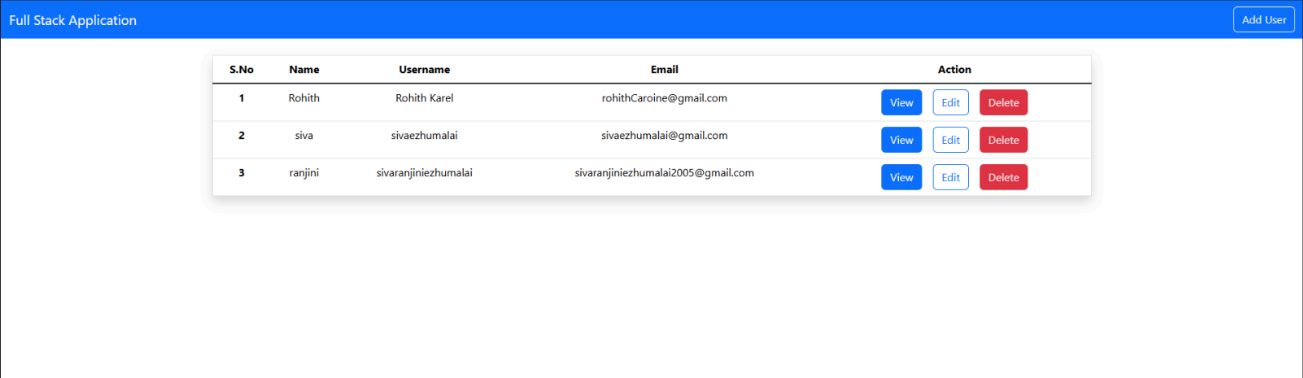 Full Stack Application Add User
S.No Name Username Email Action
1 Rohith Rohith Karel rohithCaroine@gmail.com View Edit Delete
2 siva sivaezhumalai sivaezhumalai@gmail.com View Edit Delete
3 ranjini sivaranjiniezhumalai sivaranjiniezhumalai2005@gmail.com View Edit Delete